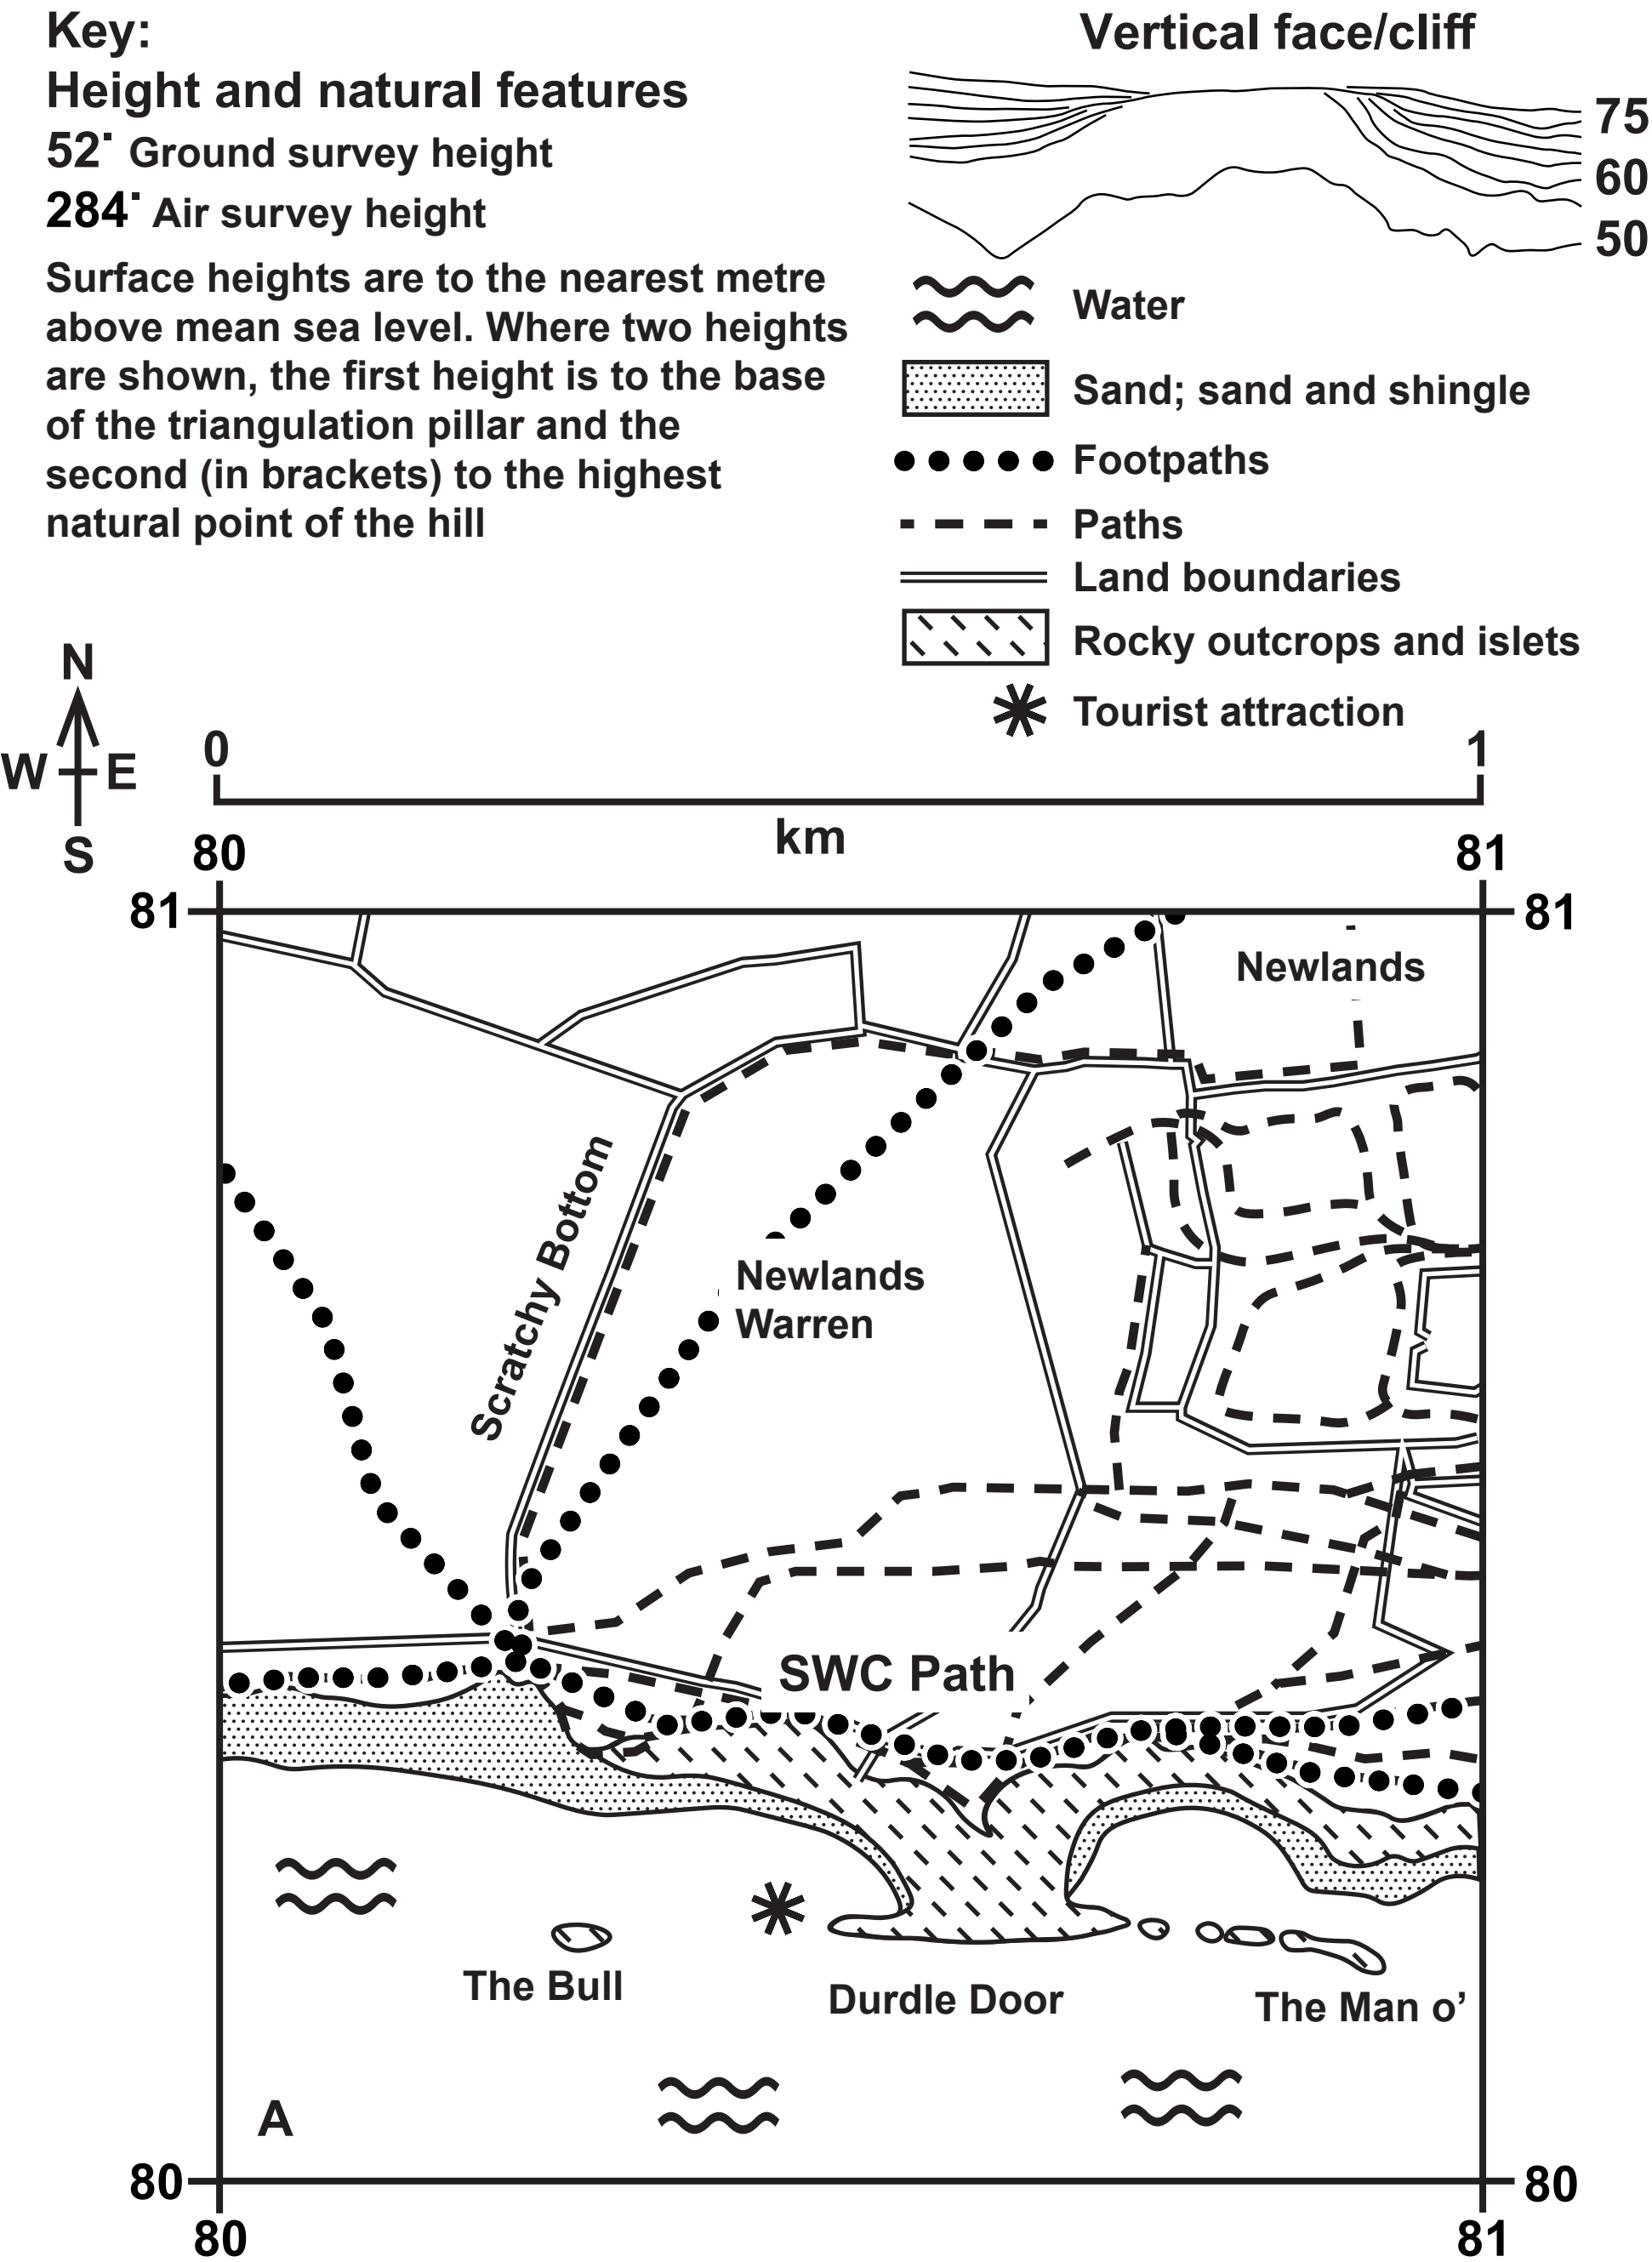 Key:
Height and natural features
52 Ground survey height
284 Air survey height
Surface heights are to the nearest metre
above mean sea level. Where two heights
are shown, the first height is to the base
of the triangulation pillar and the
second (in brackets) to the highest
natural point of the hill
Vertical face/cliff
75
60
50
Water
Sand; sand and shingle
Footpaths
Paths
Land boundaries
Rocky outcrops and islets
Tourist attraction
N
W E
S
0 1
km
80 81
81 81
Newlands
Scratchy Bottom
Newlands
Warren
SWC Path
The Bull
Durdle Door
The Man o’
A
80 80
80 81